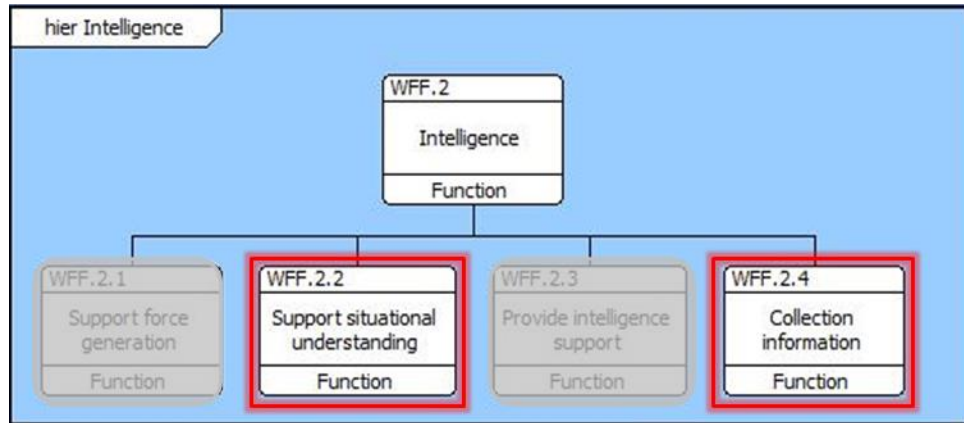 hier Intelligence
WFF.2
Intelligence
Function
WFF.2.1
Support force
generation
Function
WFF.2.2
Support situational
understanding
Function
WFF.2.3
Provide intelligence
support
Function
WFF.2.4
Collection
information
Function